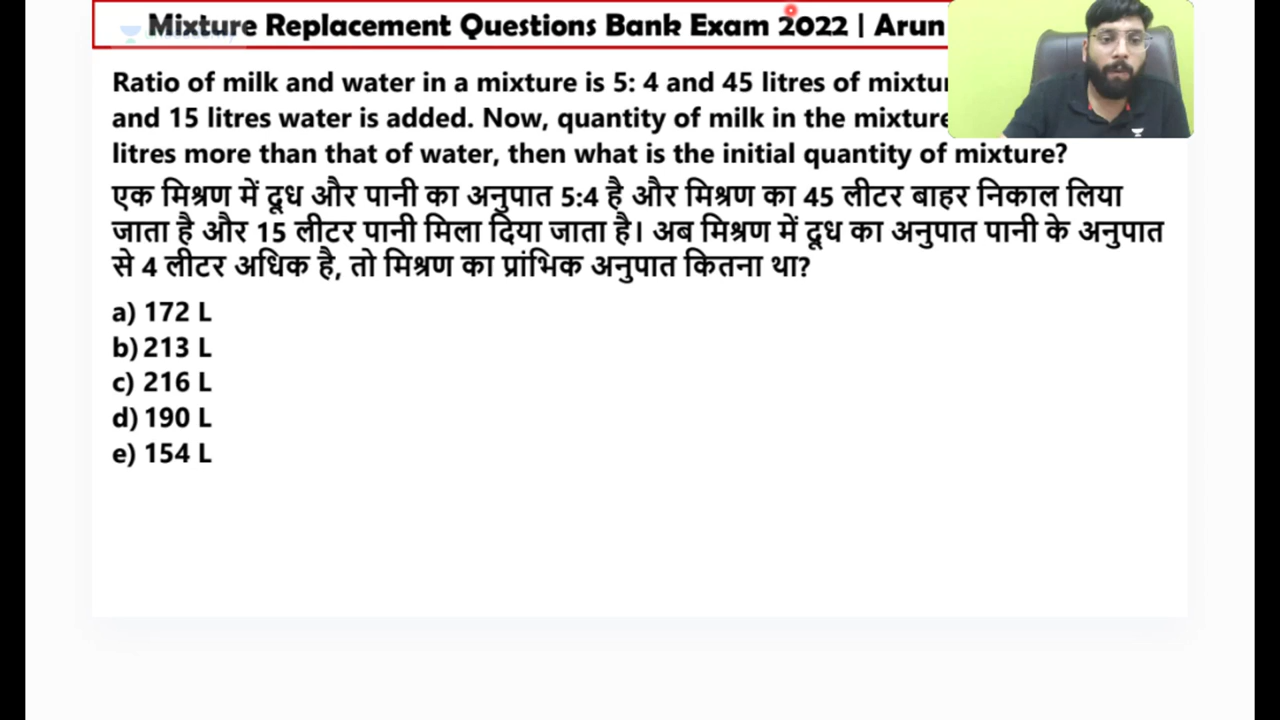 Mixture Replacement Questions Bank Exam 2022 | Arun
Ratio of milk and water in a mixture is 5: 4 and 45 litres of
and 15 litres water is added. Now, quantity of milk in the mixture
litres more than that of water, then what is the initial quantity of mixture?
एक मिश्रण में दूध और पानी का अनुपात 5:4 है और मिश्रण का 45 लीटर बाहर निकाल लिया
जाता है और 15 लीटर पानी मिला दिया जाता है। अब मिश्रण में दूध का अनुपात पानी के अनुपात
से 4 लीटर अधिक है, तो मिश्रण का प्रांभिक अनुपात कितना था?
a) 172 L
b) 213 L
c) 216 L
d) 190 L
e) 154 L